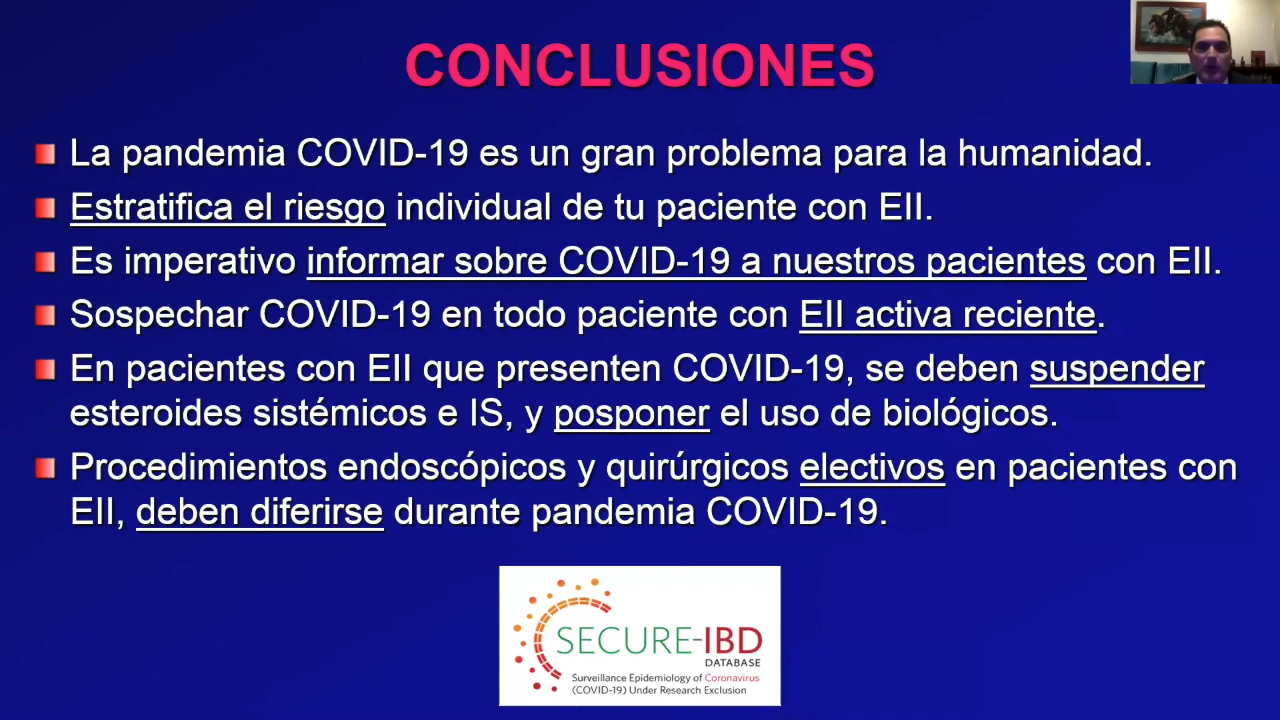 CONCLUSIONES
La pandemia COVID-19 es un gran problema para la humanidad.
Estratifica el riesgo individual de tu paciente con EII.
Es imperativo informar sobre COVID-19 a nuestros pacientes con EII.
Sospechar COVID-19 en todo paciente con EII activa reciente.
En pacientes con EII que presenten COVID-19, se deben suspender
esteroides sistémicos e IS, y posponer el uso de biológicos.
Procedimientos endoscópicos y quirúrgicos electivos en pacientes con
EII, deben diferirse durante pandemia COVID-19.
SECURE-IBD
DATABASE
Surveillance Epidemiology of Coronavirus
(COVID-19) Under Research Exclusion